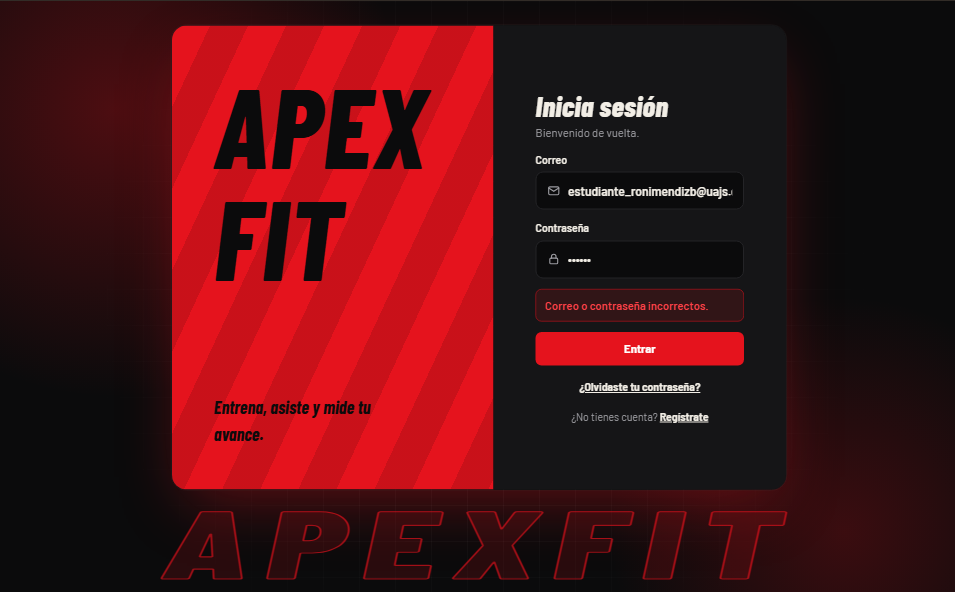 APEX
FIT
Entrena, asiste y mide tu
avance.
Inicia sesión
Bienvenido de vuelta.
Correo
estudiante_ronimendizb@uajs.
Contraseña
••••••
Correo o contraseña incorrectos.
Entrar
¿Olvidaste tu contraseña?
¿No tienes cuenta? Regístrate
APEXFIT